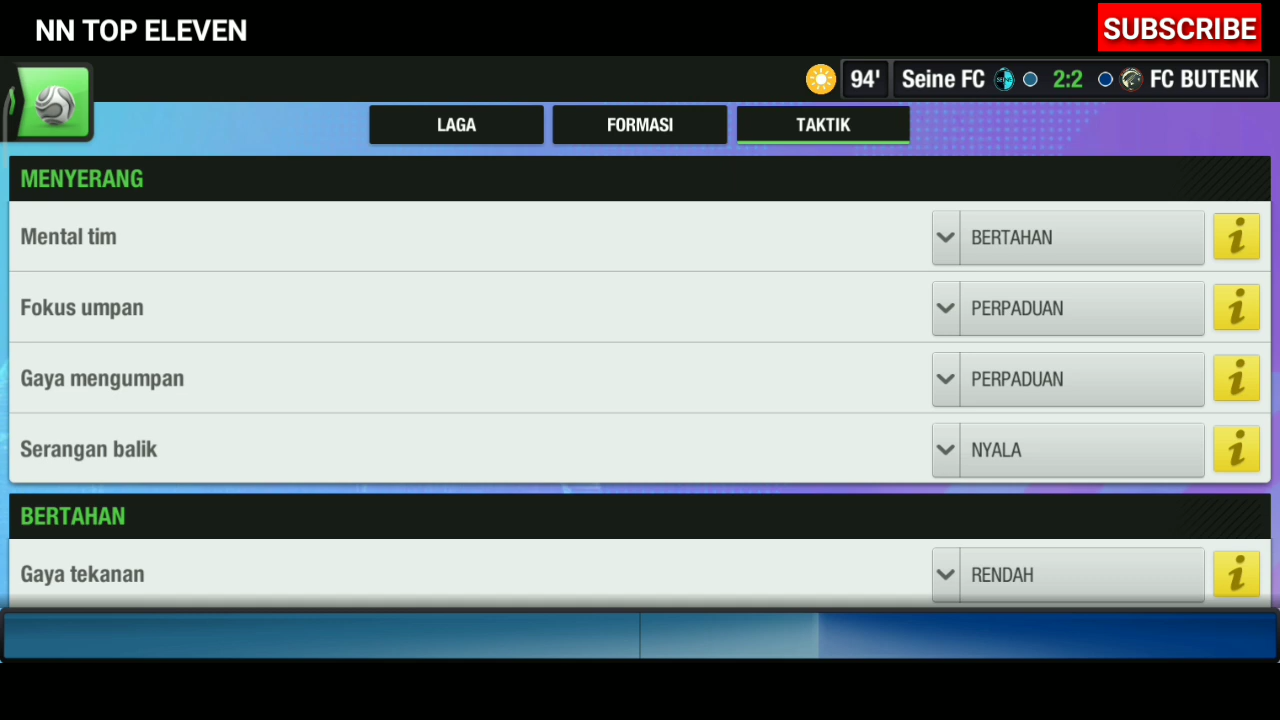 NN TOP ELEVEN
SUBSCRIBE
94' Seine FC 2:2 FC BUTENK
LAGA FORMASI TAKTIK
MENYERANG
Mental tim BERTAHAN
Fokus umpan PERPADUAN
Gaya mengumpan PERPADUAN
Serangan balik NYALA
BERTAHAN
Gaya tekanan RENDAH